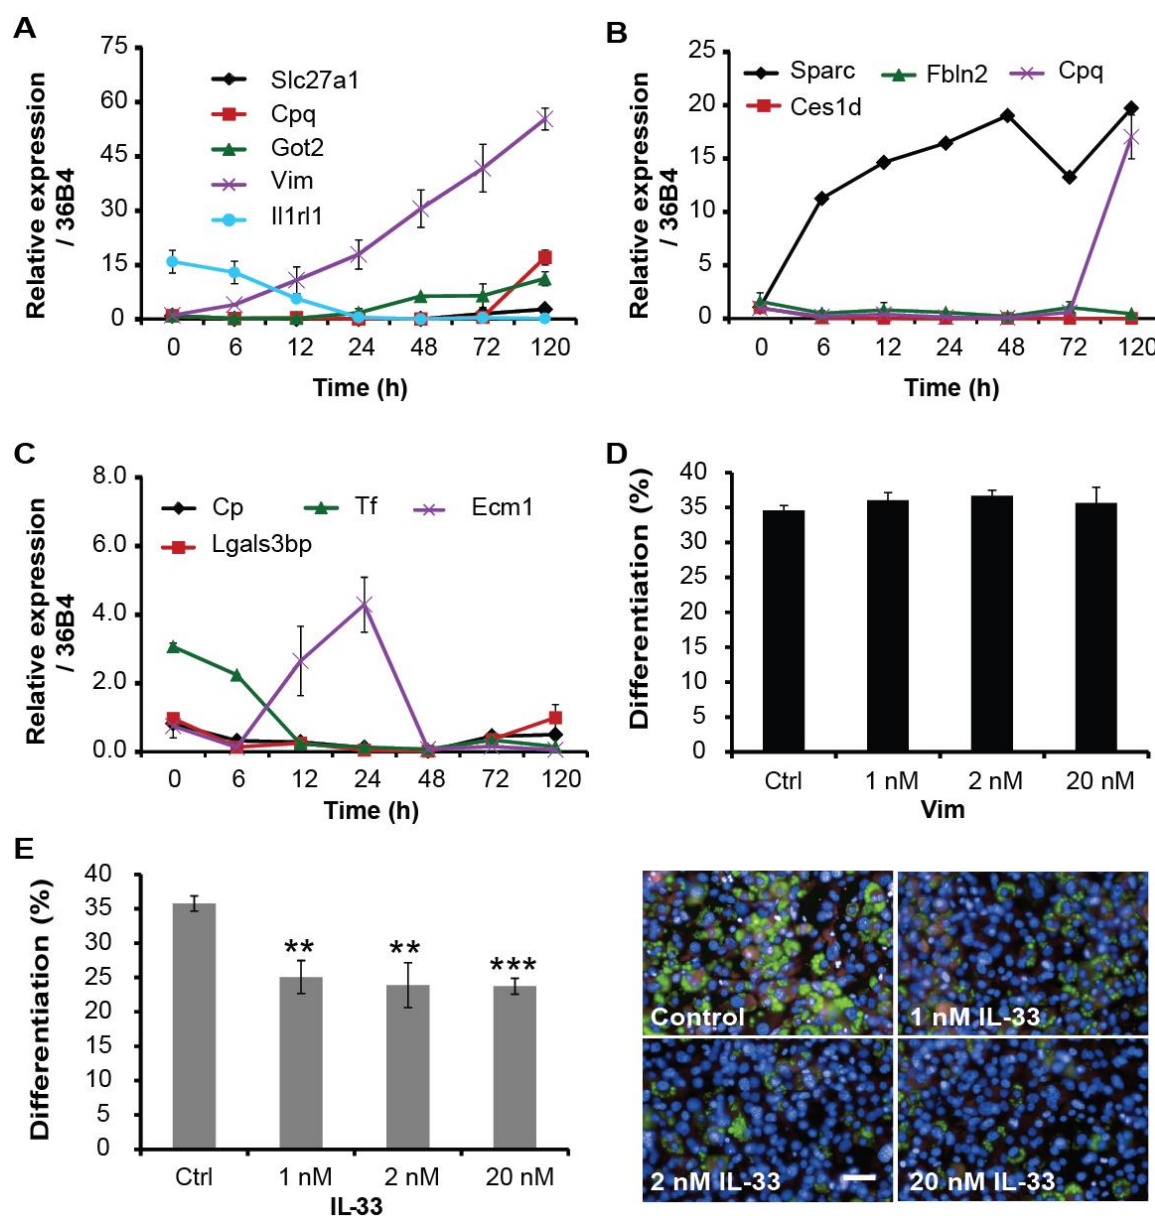 A
Relative expression
/ 36B4
75
60
45
30
15
0
Slc27a1
Cpq
Got2
Vim
Il1rl1
0 6 12 24 48 72 120
Time (h)
B
Relative expression
/ 36B4
25
20
15
10
5
0
Sparc Fbln2 Cpq
Ces1d
0 6 12 24 48 72 120
Time (h)
C
Relative expression
/ 36B4
8.0
6.0
4.0
2.0
0.0
Cp Tf Ecm1
Lgals3bp
0 6 12 24 48 72 120
Time (h)
D
Differentiation (%)
40
35
30
25
20
15
10
5
0
Ctrl 1 nM 2 nM 20 nM
Vim
E
Differentiation (%)
40
35
30
25
20
15
10
5
0
** ** ***
Ctrl 1 nM 2 nM 20 nM
IL-33
Control 1 nM IL-33
2 nM IL-33 20 nM IL-33